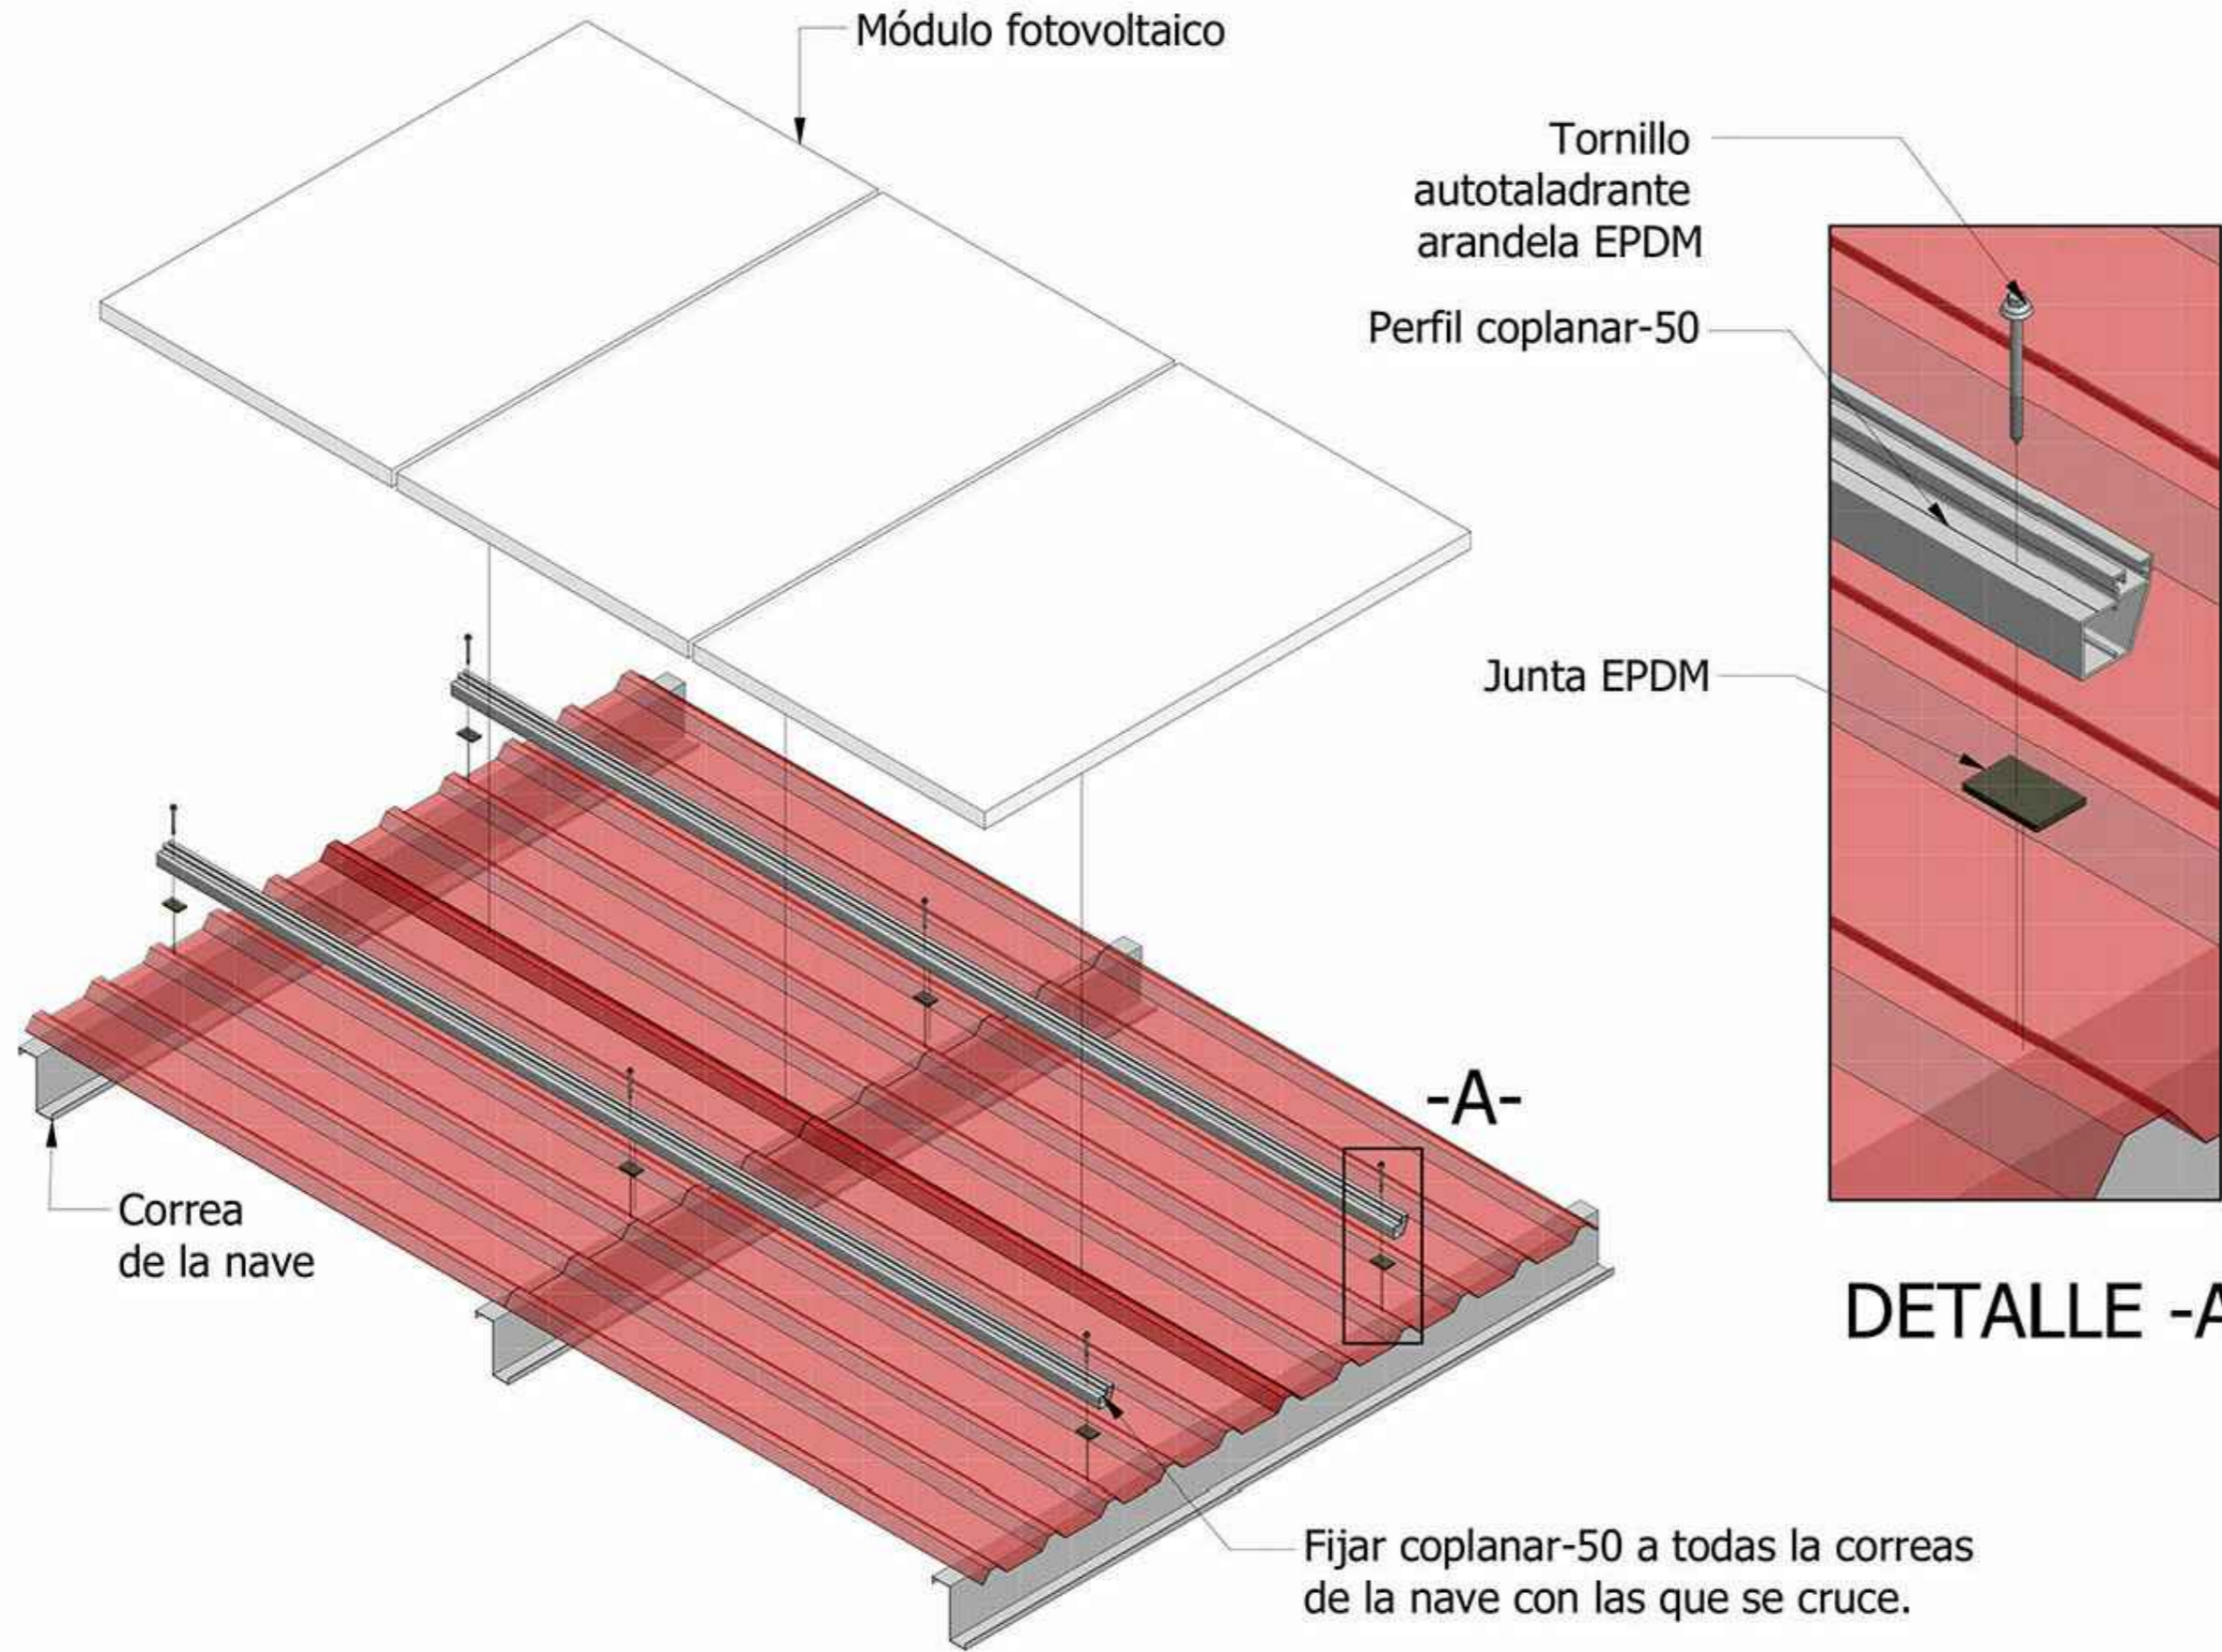 Módulo fotovoltaico
Tornillo
autotaladrante
arandela EPDM
Perfil coplanar-50
Junta EPDM
-A-
Correa
de la nave
DETALLE -A
Fijar coplanar-50 a todas la correas
de la nave con las que se cruce.